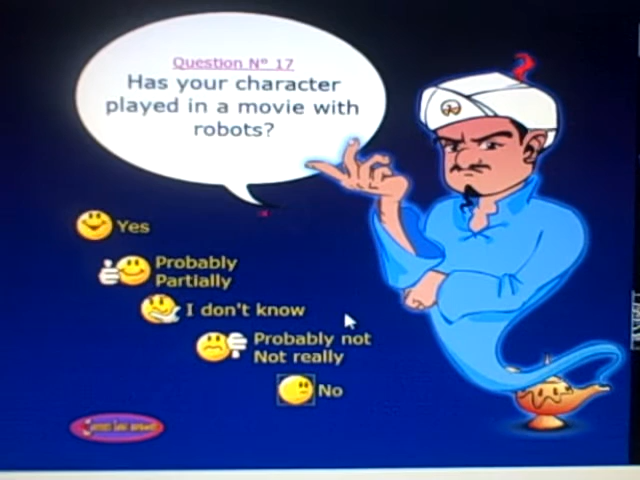 Question N° 17
Has your character
played in a movie with
robots?
Yes
Probably
Partially
I don't know
Probably not
Not really
No